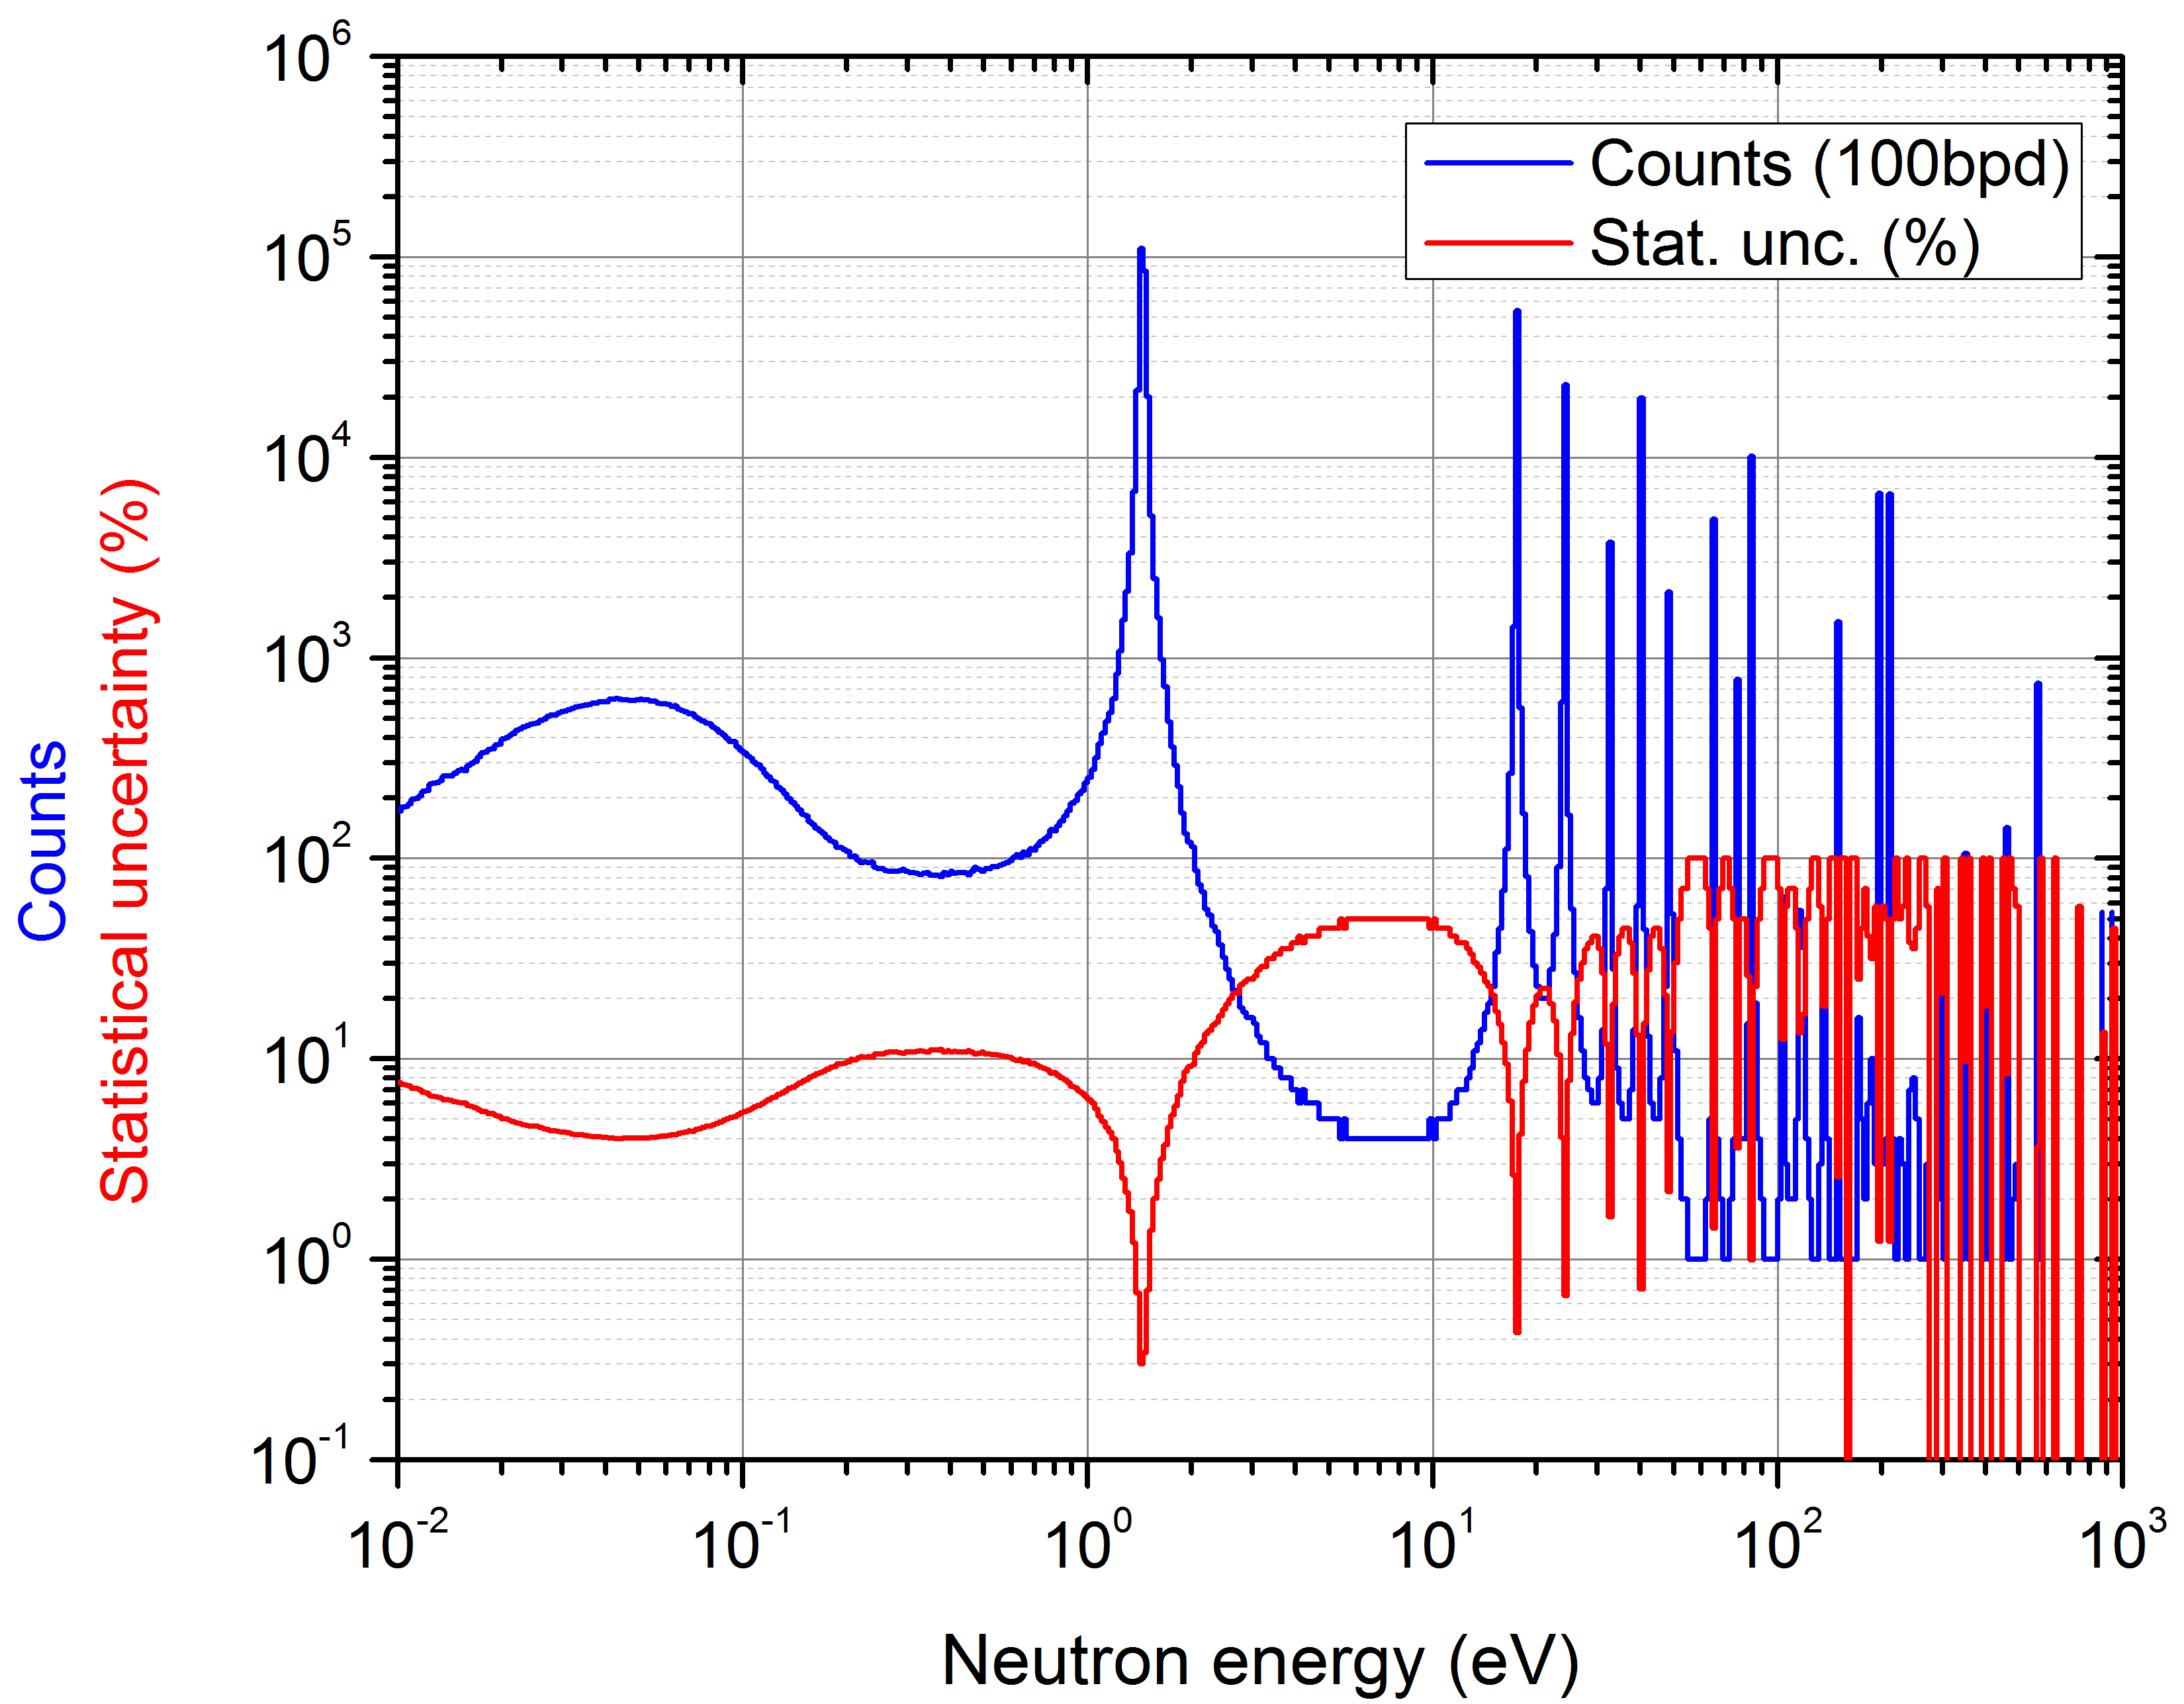 Counts
Statistical uncertainty (%)
10^6
10^5
10^4
10^3
10^2
10^1
10^0
10^-1
Counts (100bpd)
Stat. unc. (%)
10^-2 10^-1 10^0 10^1 10^2 10^3
Neutron energy (eV)